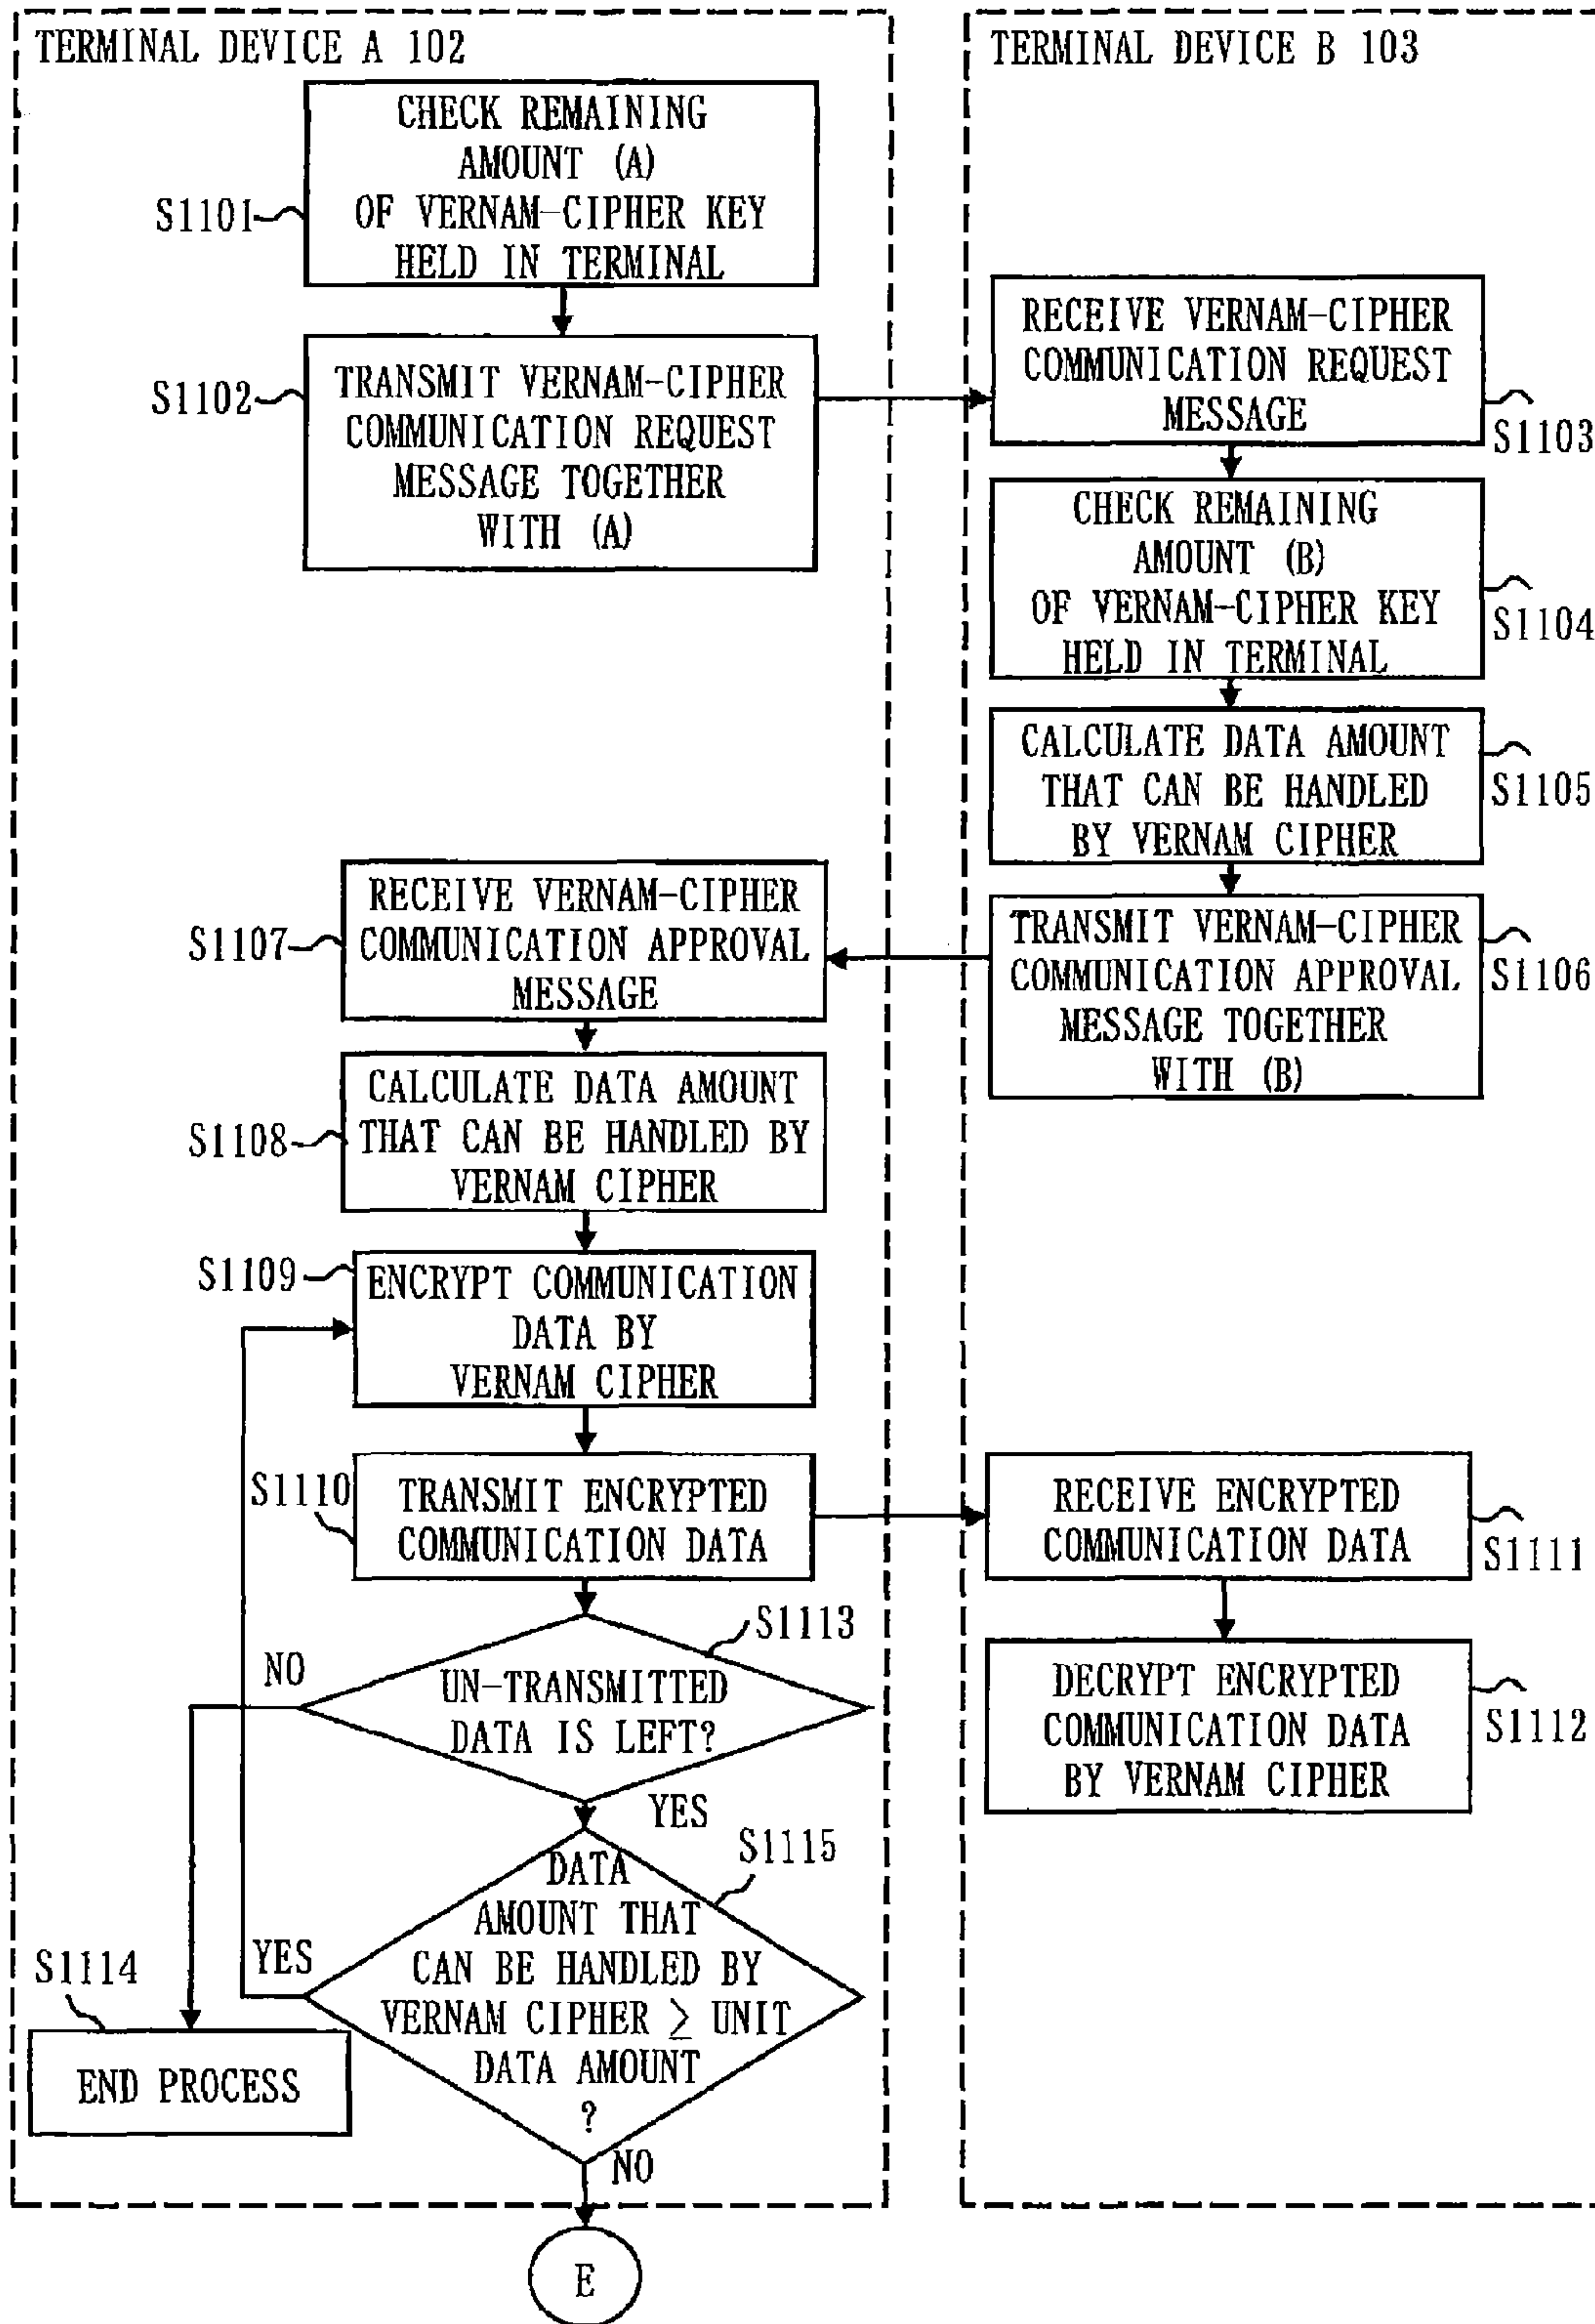 TERMINAL DEVICE A 102
CHECK REMAINING
AMOUNT (A)
OF VERNAM-CIPHER KEY
HELD IN TERMINAL
S1101
TRANSMIT VERNAM-CIPHER
COMMUNICATION REQUEST
MESSAGE TOGETHER
WITH (A)
S1102
TERMINAL DEVICE B 103
RECEIVE VERNAM-CIPHER
COMMUNICATION REQUEST
MESSAGE
S1103
CHECK REMAINING
AMOUNT (B)
OF VERNAM-CIPHER KEY
HELD IN TERMINAL
S1104
CALCULATE DATA AMOUNT
THAT CAN BE HANDLED
BY VERNAM CIPHER
S1105
TRANSMIT VERNAM-CIPHER
COMMUNICATION APPROVAL
MESSAGE TOGETHER
WITH (B)
S1106
RECEIVE VERNAM-CIPHER
COMMUNICATION APPROVAL
MESSAGE
S1107
CALCULATE DATA AMOUNT
THAT CAN BE HANDLED BY
VERNAM CIPHER
S1108
S1109
ENCRYPT COMMUNICATION
DATA BY
VERNAM CIPHER
S1110
TRANSMIT ENCRYPTED
COMMUNICATION DATA
RECEIVE ENCRYPTED
COMMUNICATION DATA
S1111
DECRYPT ENCRYPTED
COMMUNICATION DATA
BY VERNAM CIPHER
S1112
S1113
UN-TRANSMITTED
DATA IS LEFT?
NO
YES
S1115
DATA
AMOUNT THAT
CAN BE HANDLED BY
VERNAM CIPHER ≥ UNIT
DATA AMOUNT
?
YES
NO
S1114
END PROCESS
E